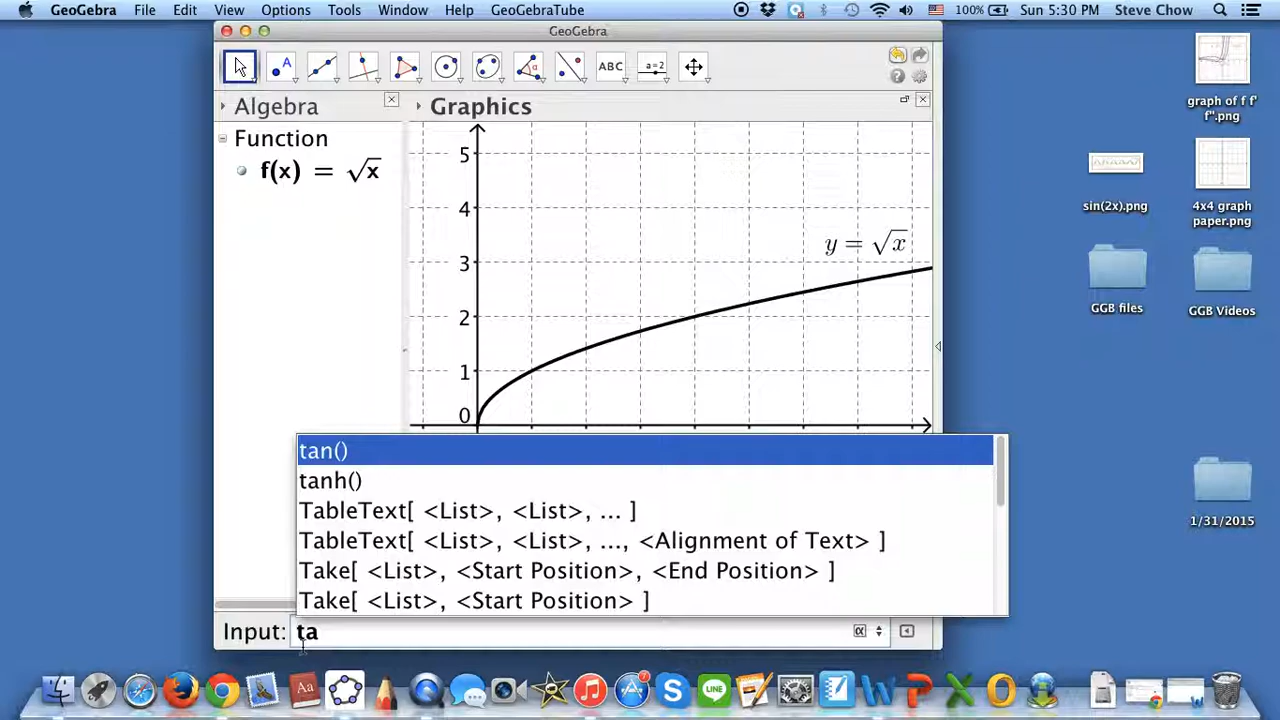 GeoGebra File Edit View Options Tools Window Help GeoGebraTube 100% Sun 5:30 PM Steve Chow
GeoGebra
A
ABC
a=2
Algebra
Graphics
Function
f(x) = √x
5
4
3
2
1
0
y = √x
tan()
tanh()
TableText[ <List>, <List>, ... ]
TableText[ <List>, <List>, ..., <Alignment of Text> ]
Take[ <List>, <Start Position>, <End Position> ]
Take[ <List>, <Start Position> ]
Input: ta
α
graph of f f'
f".png
sin(2x).png
4x4 graph
paper.png
GGB files
GGB Videos
1/31/2015
Aa
7
LINE